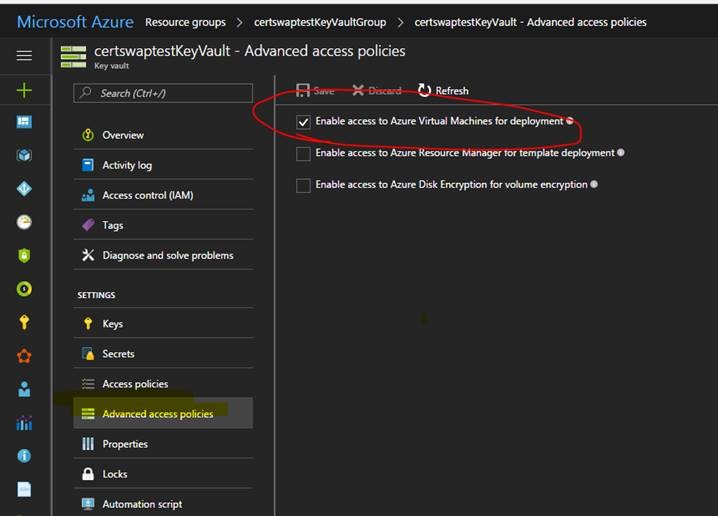 Microsoft Azure Resource groups > certswaptestKeyVaultGroup > certswaptestKeyVault - Advanced access policies
certswaptestKeyVault - Advanced access policies
Key vault
Search (Ctrl+/)
Overview
Activity log
Access control (IAM)
Tags
Diagnose and solve problems
SETTINGS
Keys
Secrets
Access policies
Advanced access policies
Properties
Locks
Automation script
Save Discard Refresh
Enable access to Azure Virtual Machines for deployment
Enable access to Azure Resource Manager for template deployment
Enable access to Azure Disk Encryption for volume encryption